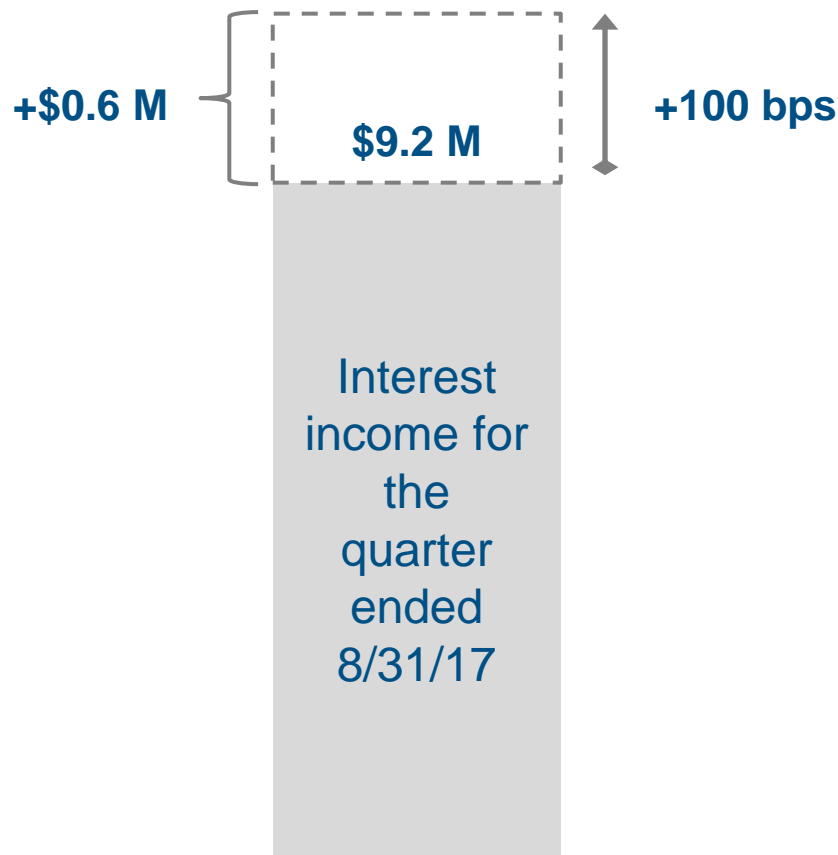 +$0.6 M
+100 bps
$9.2 M
Interest
income for
the
quarter
ended
8/31/17